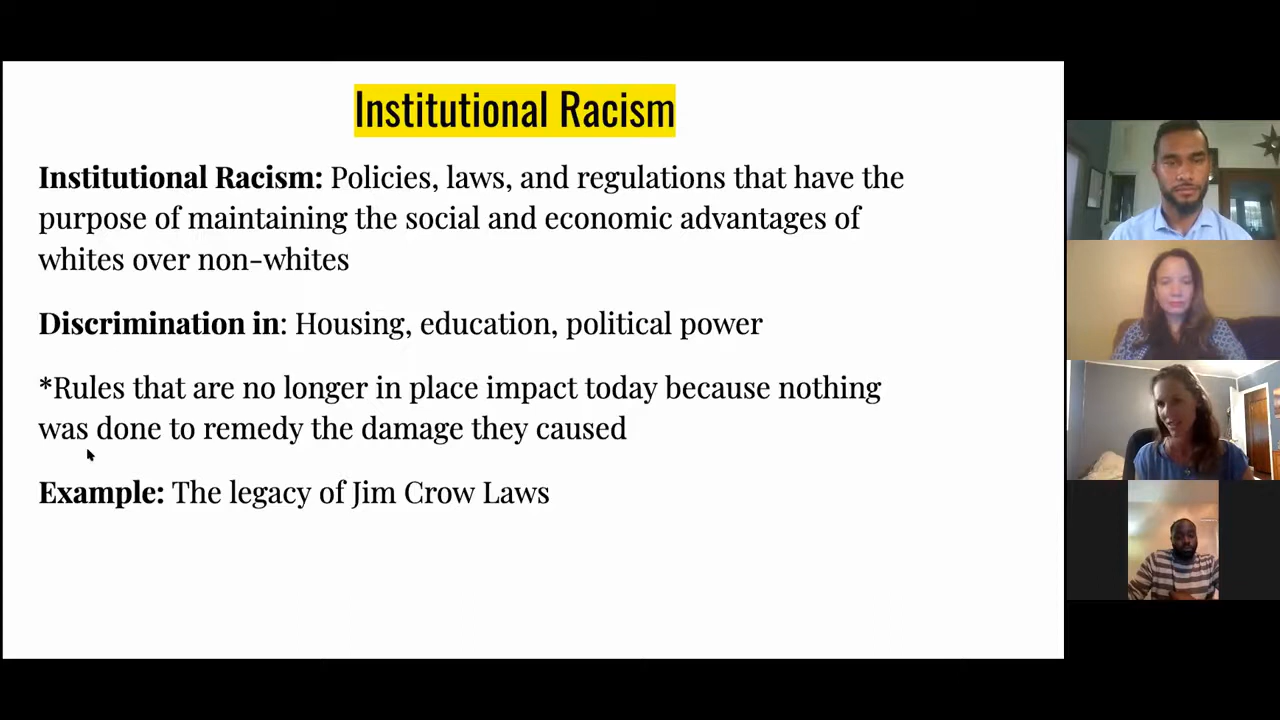 Institutional Racism
Institutional Racism: Policies, laws, and regulations that have the
purpose of maintaining the social and economic advantages of
whites over non-whites
Discrimination in: Housing, education, political power
*Rules that are no longer in place impact today because nothing
was done to remedy the damage they caused
Example: The legacy of Jim Crow Laws